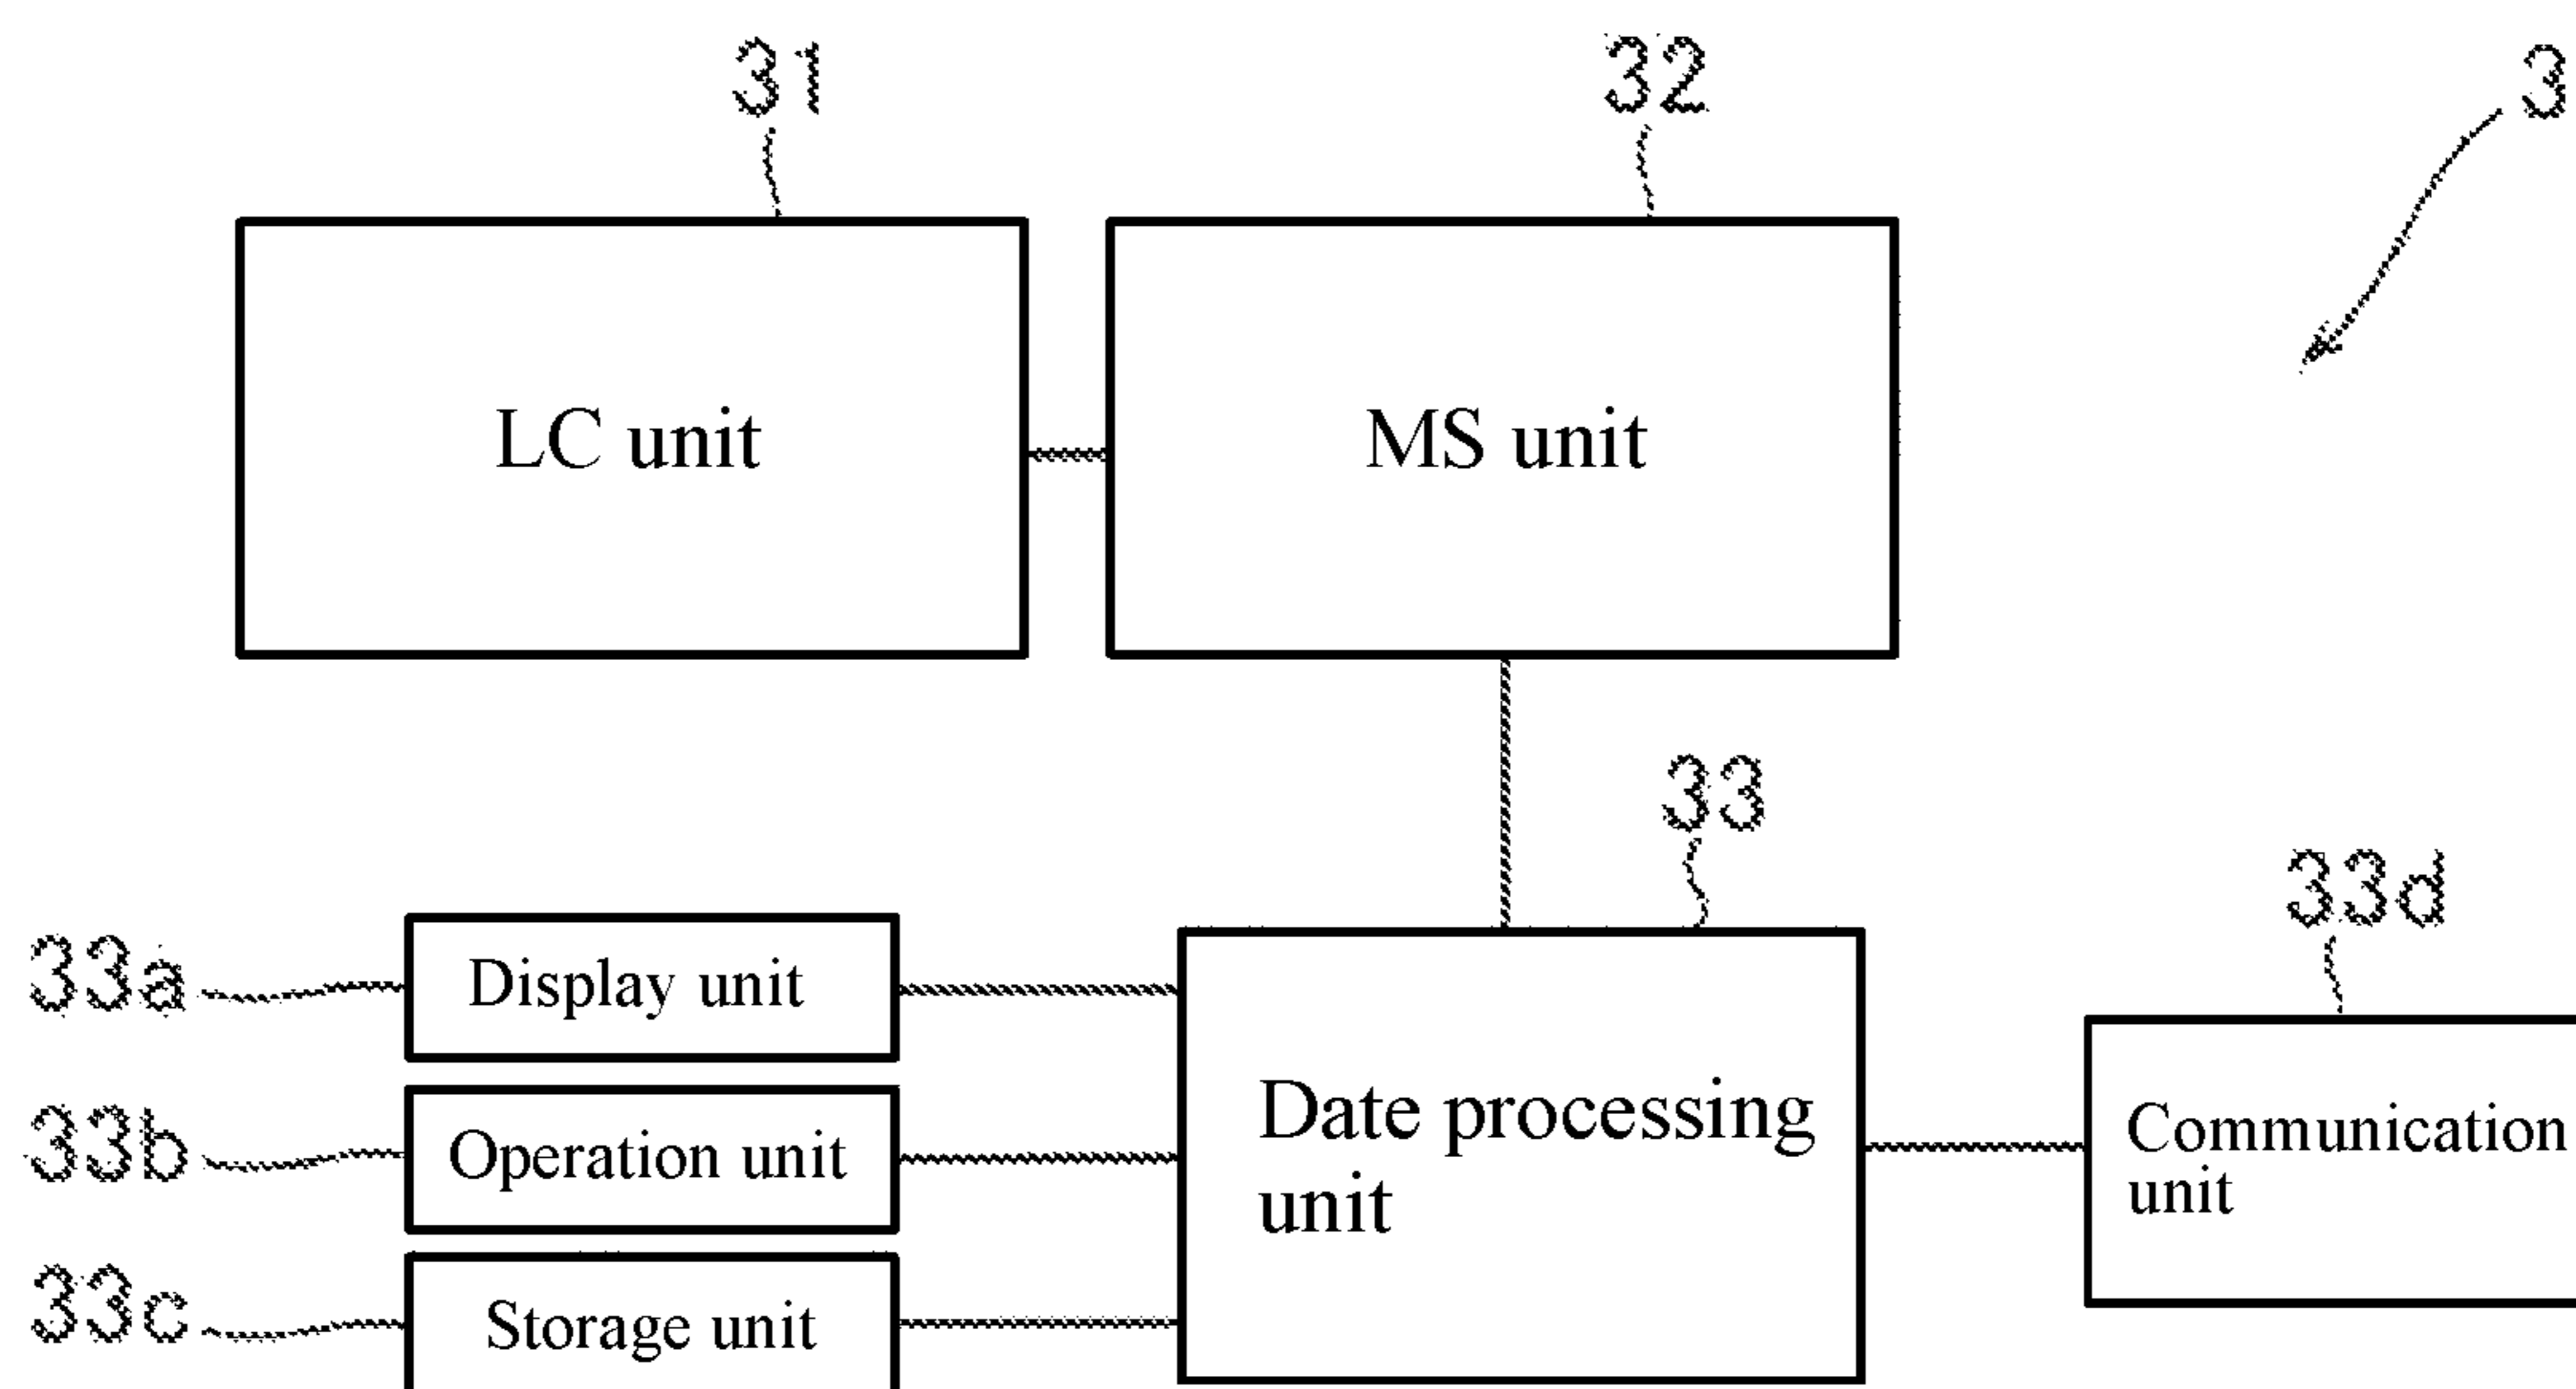 31
32
3
LC unit
MS unit
33
33d
33a
Display unit
33b
Operation unit
Date processing
unit
Communication
unit
33c
Storage unit